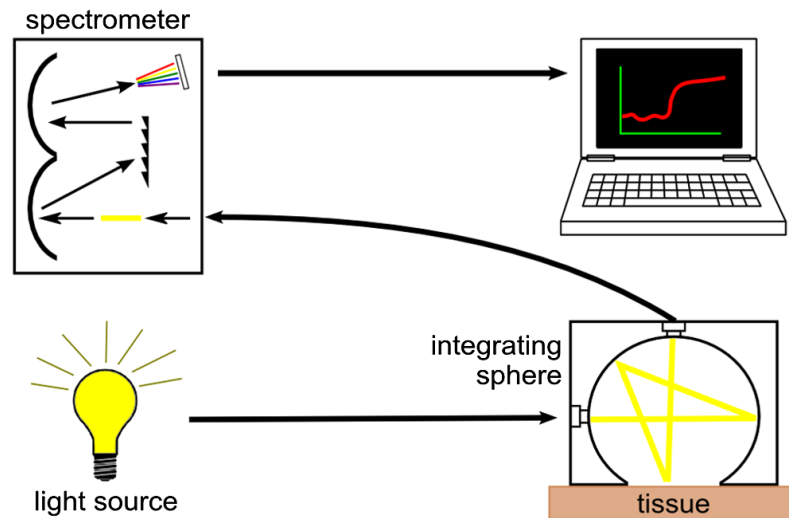 spectrometer
integrating
sphere
light source
tissue